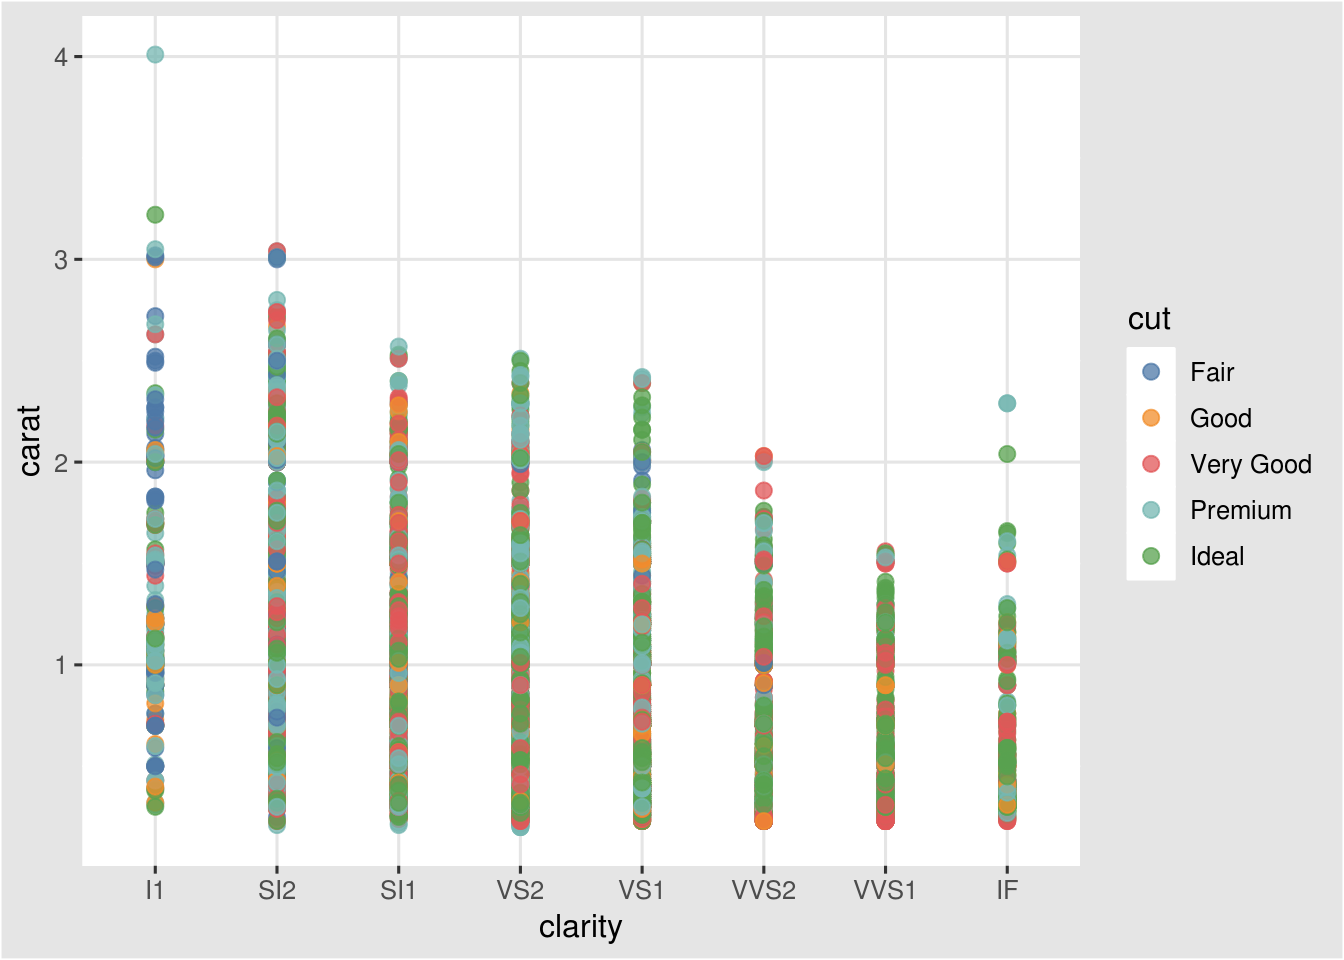 4
3
2
1
carat
I1 SI2 SI1 VS2 VS1 VVS2 VVS1 IF
clarity
cut
Fair
Good
Very Good
Premium
Ideal